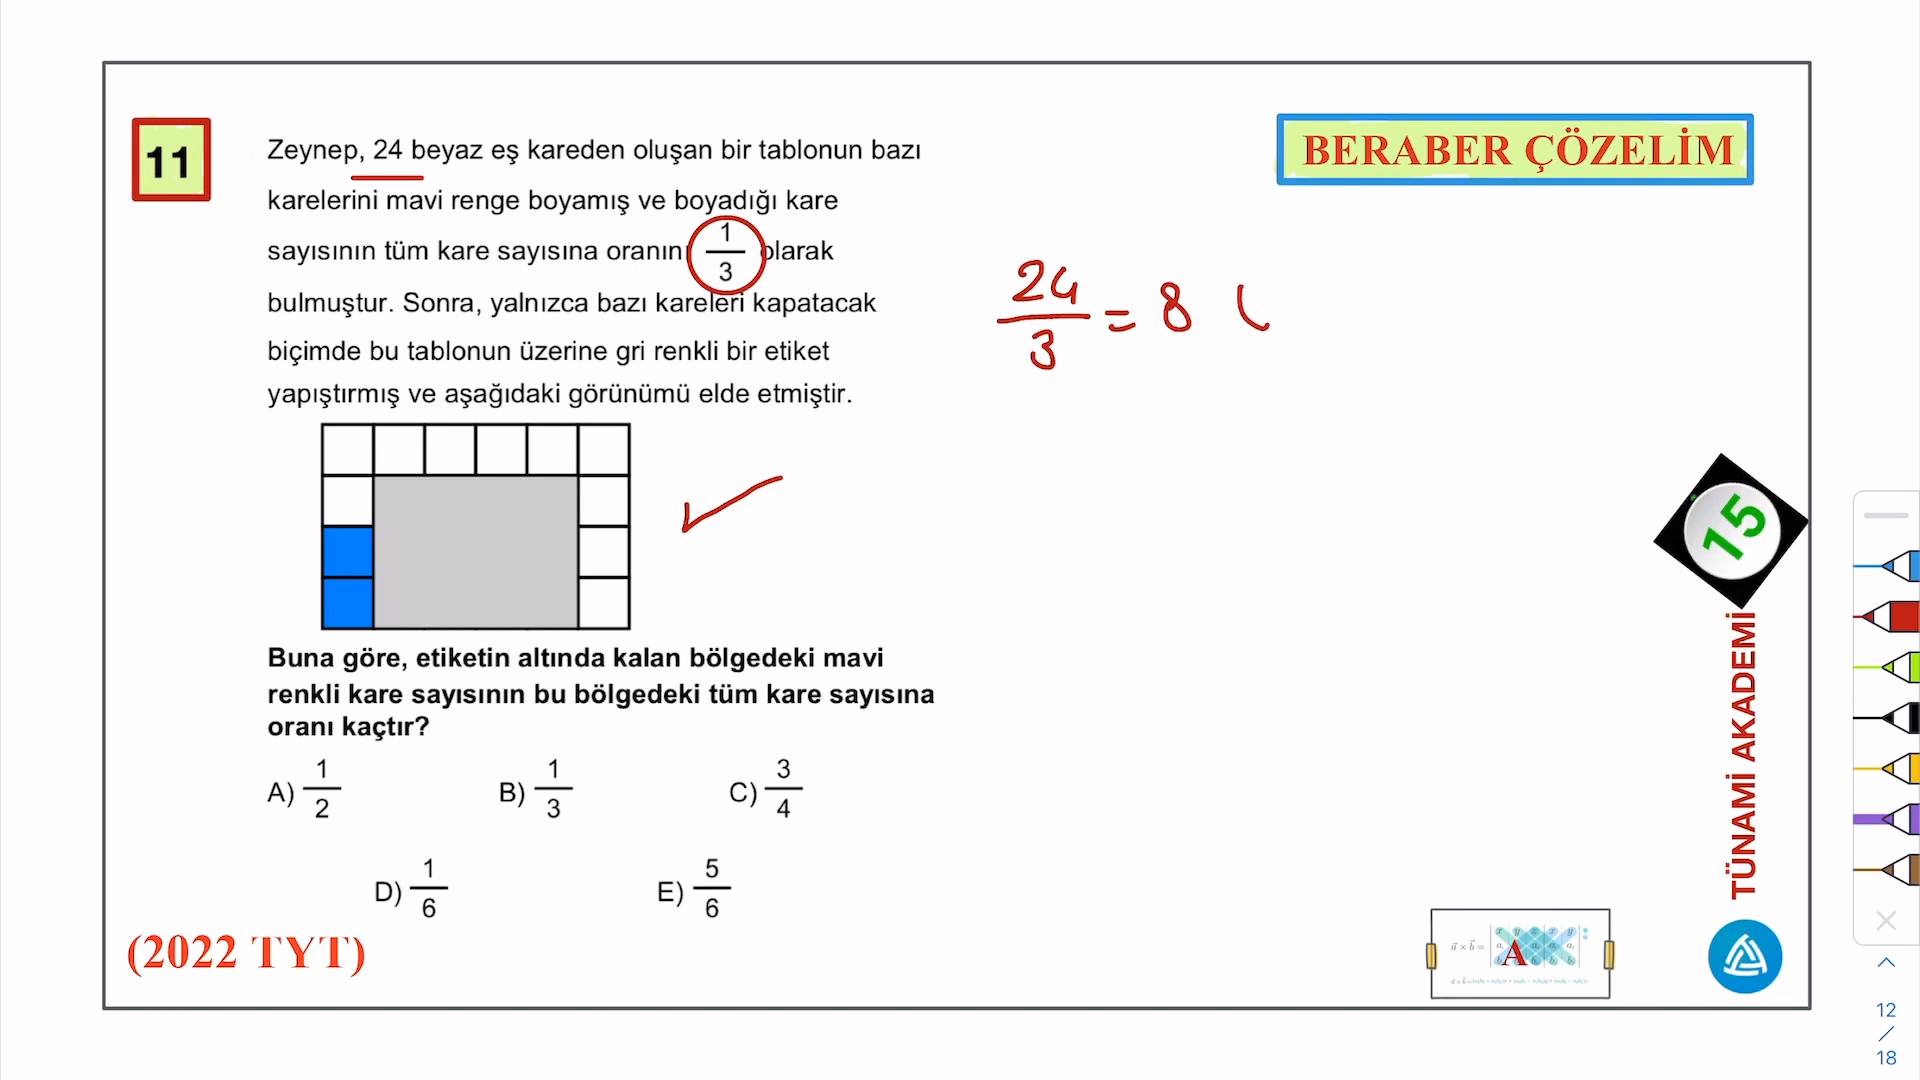 11
Zeynep, 24 beyaz eş kareden oluşan bir tablonun bazı
karelerini mavi renge boyamış ve boyadığı kare
sayısının tüm kare sayısına oranını 1/3 olarak
bulmuştur. Sonra, yalnızca bazı kareleri kapatacak
biçimde bu tablonun üzerine gri renkli bir etiket
yapıştırmış ve aşağıdaki görünümü elde etmiştir.
Buna göre, etiketin altında kalan bölgedeki mavi
renkli kare sayısının bu bölgedeki tüm kare sayısına
oranı kaçtır?
A) 1/2 B) 1/3 C) 3/4
D) 1/6 E) 5/6
(2022 TYT)
BERABER ÇÖZELİM
24/3 = 8 (
15
TÜNAMİ AKADEMİ
A
12
/
18